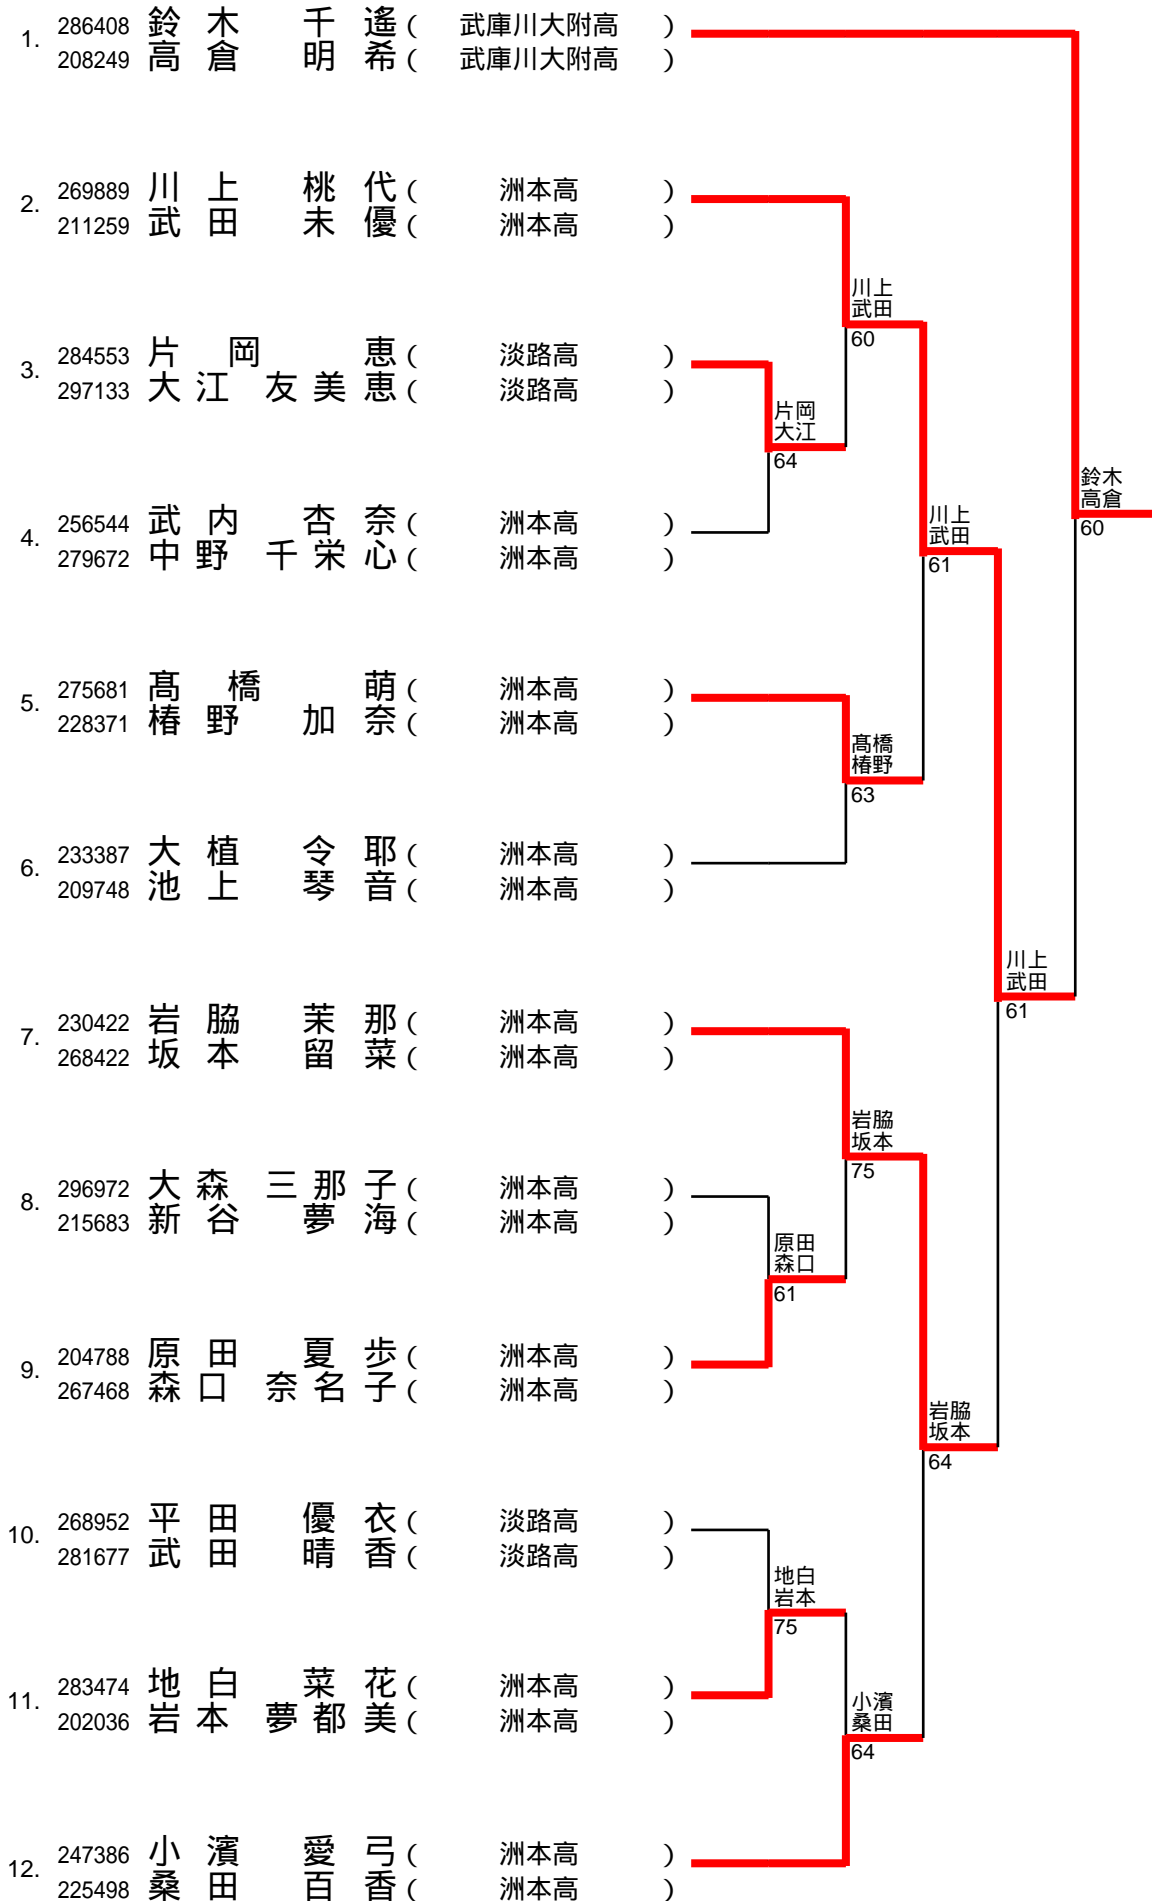 1. 286408 鈴木 千遙 ( 武庫川大附高 )
208249 高倉 明希 ( 武庫川大附高 )
2. 269889 川上 桃代 ( 洲本高 )
211259 武田 未優 ( 洲本高 )
川上
武田
60
3. 284553 片岡 恵 ( 淡路高 )
297133 大江 友美恵 ( 淡路高 )
片岡
大江
64
鈴木
高倉
60
4. 256544 武内 杏奈 ( 洲本高 )
279672 中野 千栄心 ( 洲本高 )
川上
武田
61
5. 275681 髙橋 萌 ( 洲本高 )
228371 椿野 加奈 ( 洲本高 )
髙橋
椿野
63
6. 233387 大植 令耶 ( 洲本高 )
209748 池上 琴音 ( 洲本高 )
川上
武田
61
7. 230422 岩脇 茉那 ( 洲本高 )
268422 坂本 留菜 ( 洲本高 )
岩脇
坂本
75
8. 296972 大森 三那子 ( 洲本高 )
215683 新谷 夢海 ( 洲本高 )
原田
森口
61
9. 204788 原田 夏歩 ( 洲本高 )
267468 森口 奈名子 ( 洲本高 )
岩脇
坂本
64
10. 268952 平田 優衣 ( 淡路高 )
281677 武田 晴香 ( 淡路高 )
地白
岩本
75
11. 283474 地白 菜花 ( 洲本高 )
202036 岩本 夢都美 ( 洲本高 )
小濱
桑田
64
12. 247386 小濱 愛弓 ( 洲本高 )
225498 桑田 百香 ( 洲本高 )